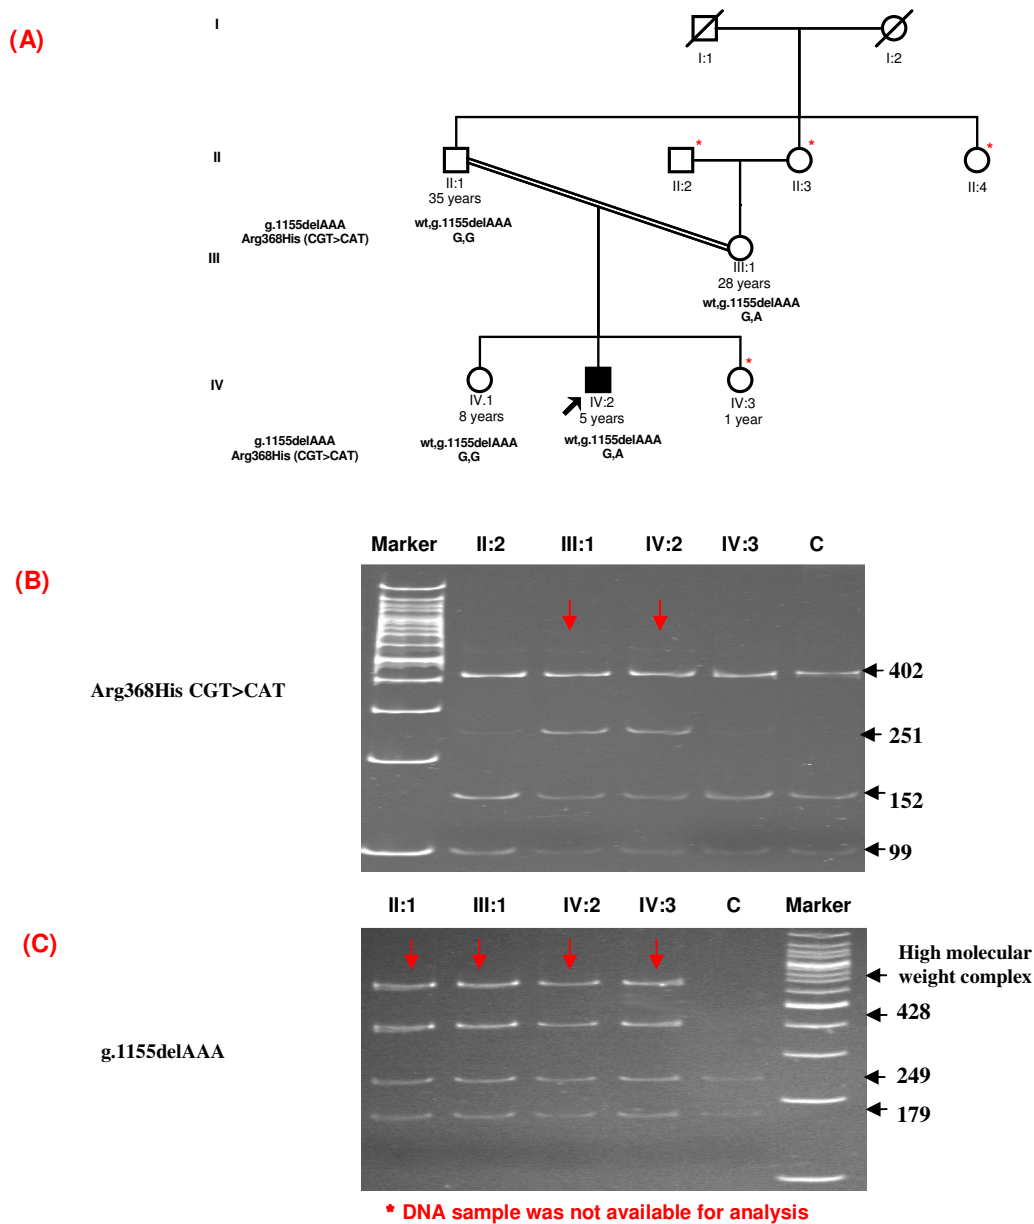 (A)
I
I:1
I:2
II
*
*
*
II:1
35 years
II:2
II:3
II:4
g.1155delAAA
Arg368His (CGT>CAT)
wt,g.1155delAAA
G,G
III
III:1
28 years
wt,g.1155delAAA
G,A
*
IV
IV.1
8 years
IV:2
5 years
IV:3
1 year
g.1155delAAA
Arg368His (CGT>CAT)
wt,g.1155delAAA
G,G
wt,g.1155delAAA
G,A
Marker II:2 III:1 IV:2 IV:3 C
(B)
Arg368His CGT>CAT
402
251
152
99
II:1 III:1 IV:2 IV:3 C Marker
(C)
High molecular
weight complex
428
g.1155delAAA
249
179
* DNA sample was not available for analysis